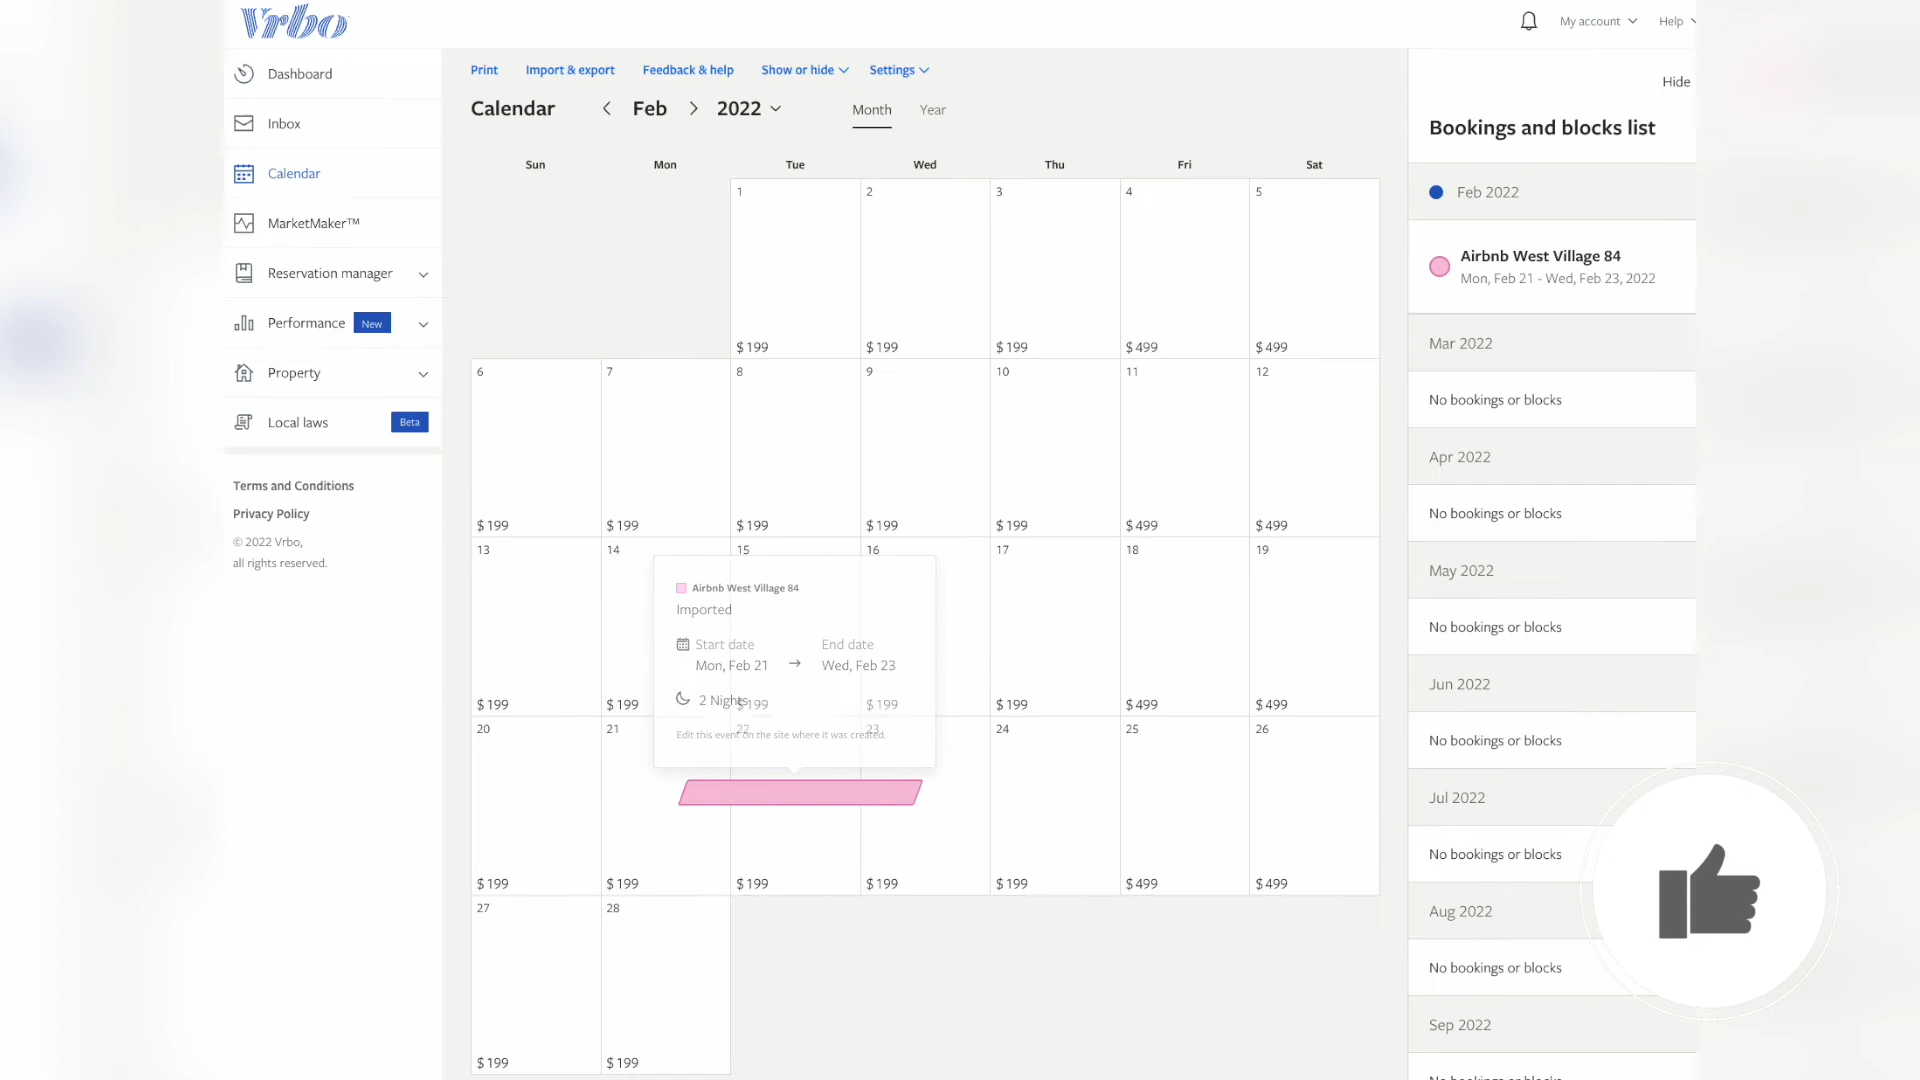 Vrbo
My account
Help
Dashboard
Inbox
Calendar
MarketMaker™
Reservation manager
Performance New
Property
Local laws Beta
Terms and Conditions
Privacy Policy
© 2022 Vrbo,
all rights reserved.
Print Import & export Feedback & help Show or hide Settings
Calendar Feb 2022 Month Year
Sun Mon Tue Wed Thu Fri Sat
1 2 3 4 5
$ 199 $ 199 $ 199 $ 499 $ 499
6 7 8 9 10 11 12
$ 199 $ 199 $ 199 $ 199 $ 199 $ 499 $ 499
13 14 15 16 17 18 19
$ 199 $ 199 $ 199 $ 199 $ 199 $ 499 $ 499
20 21 22 23 24 25 26
$ 199 $ 199 $ 199 $ 199 $ 199 $ 499 $ 499
27 28
$ 199 $ 199
Airbnb West Village 84
Imported
Start date End date
Mon, Feb 21 → Wed, Feb 23
2 Nights
Edit this event on the site where it was created.
Hide
Bookings and blocks list
Feb 2022
Airbnb West Village 84
Mon, Feb 21 - Wed, Feb 23, 2022
Mar 2022
No bookings or blocks
Apr 2022
No bookings or blocks
May 2022
No bookings or blocks
Jun 2022
No bookings or blocks
Jul 2022
No bookings or blocks
Aug 2022
No bookings or blocks
Sep 2022